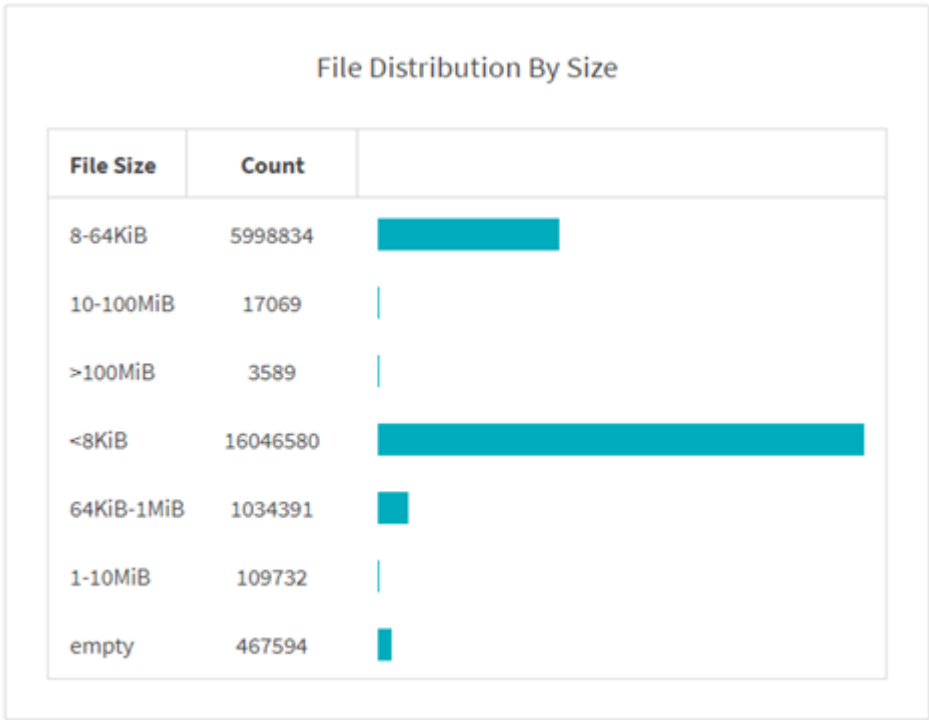 File Distribution By Size
File Size Count
8-64KiB 5998834
10-100MiB 17069
>100MiB 3589
<8KiB 16046580
64KiB-1MiB 1034391
1-10MiB 109732
empty 467594